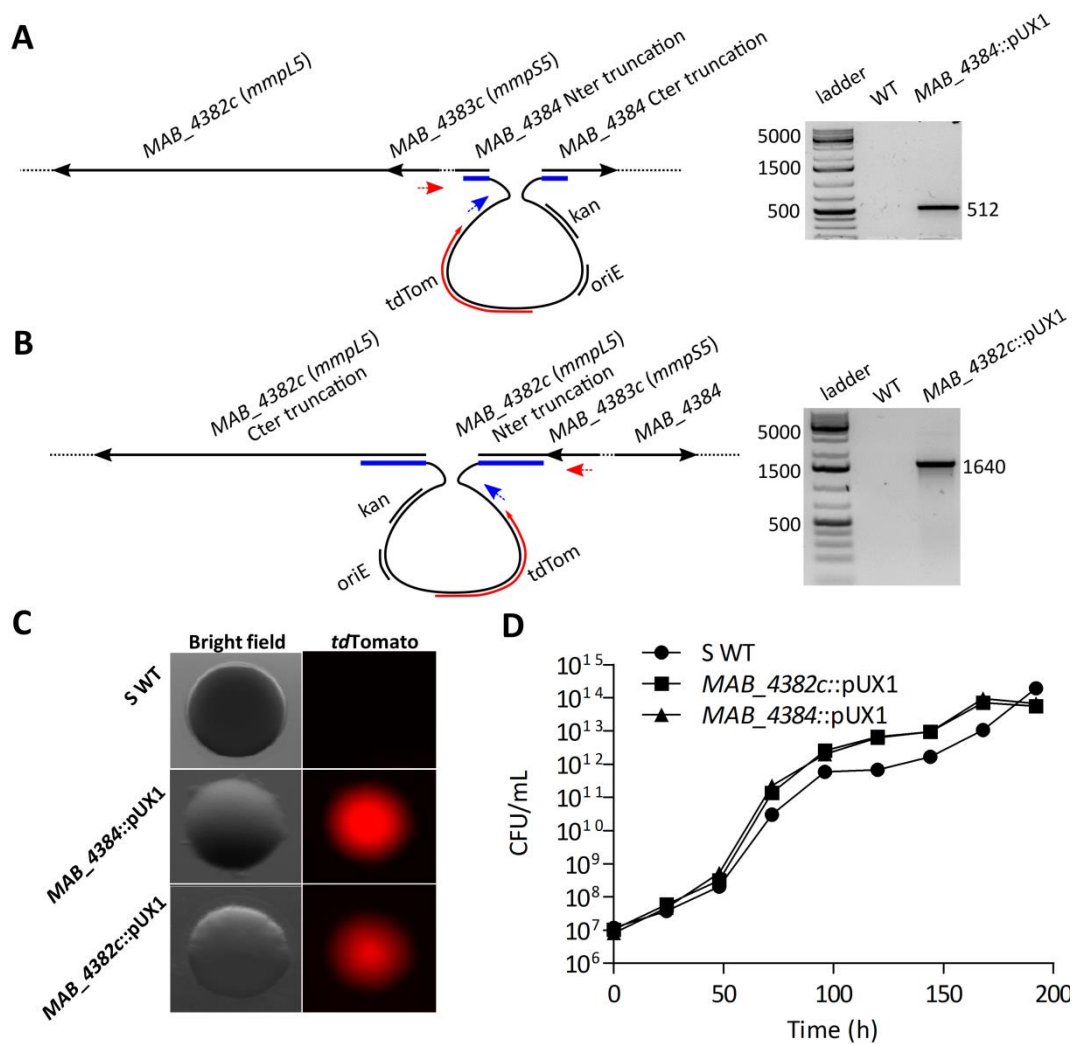 A
MAB_4382c (mmpL5)
MAB_4383c (mmpS5)
MAB_4384 Nter truncation
MAB_4384 Cter truncation
kan
oriE
tdTom
ladder
WT
MAB_4384::pUX1
5000
1500
500
512
B
MAB_4382c (mmpL5)
Cter truncation
MAB_4382c (mmpL5)
Nter truncation
MAB_4383c (mmpS5)
MAB_4384
kan
oriE
tdTom
ladder
WT
MAB_4382c::pUX1
5000
1500
500
1640
C
Bright field
tdTomato
S WT
MAB_4384::pUX1
MAB_4382c::pUX1
D
S WT
MAB_4382c::pUX1
MAB_4384::pUX1
CFU/mL
10^15
10^14
10^13
10^12
10^11
10^10
10^9
10^8
10^7
10^6
0 50 100 150 200
Time (h)